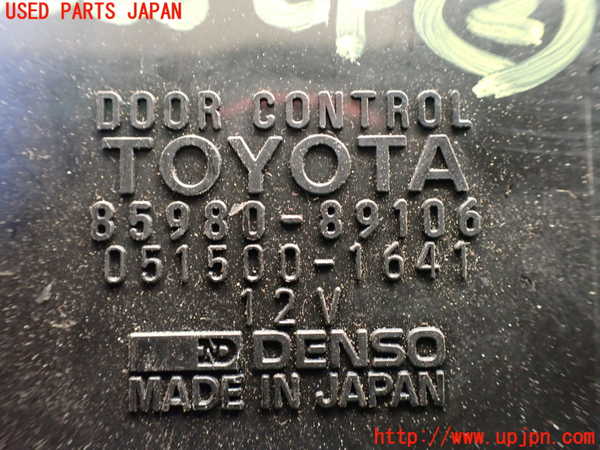 USED PARTS JAPAN
DOOR CONTROL
TOYOTA
85980-89106
051500-1641
12V
ND DENSO
MADE IN JAPAN
http://www.upjpn.com